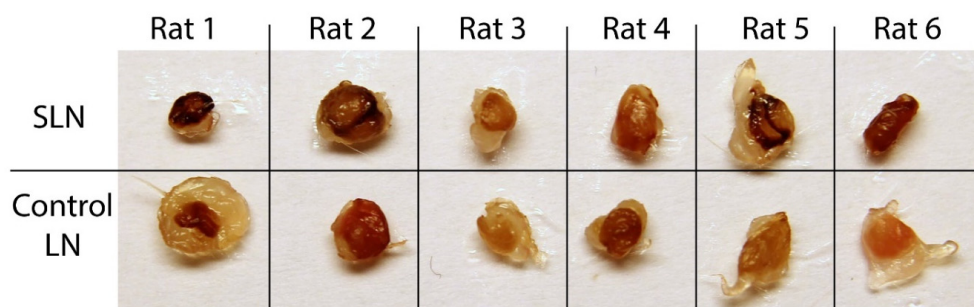 Rat 1 Rat 2 Rat 3 Rat 4 Rat 5 Rat 6
SLN
Control
LN